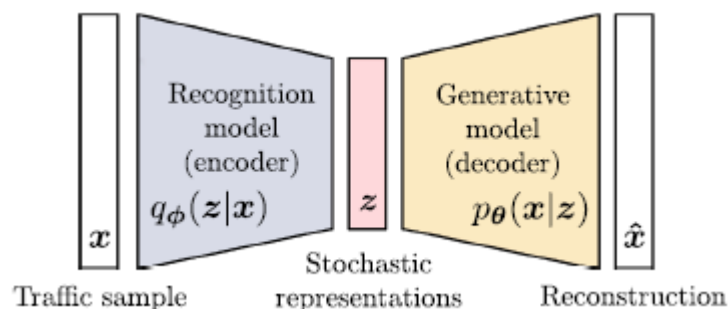 Recognition
model
(encoder)
qϕ(z|x)
x
z
Generative
model
(decoder)
pθ(x|z)
x̂
Traffic sample
Stochastic
representations
Reconstruction